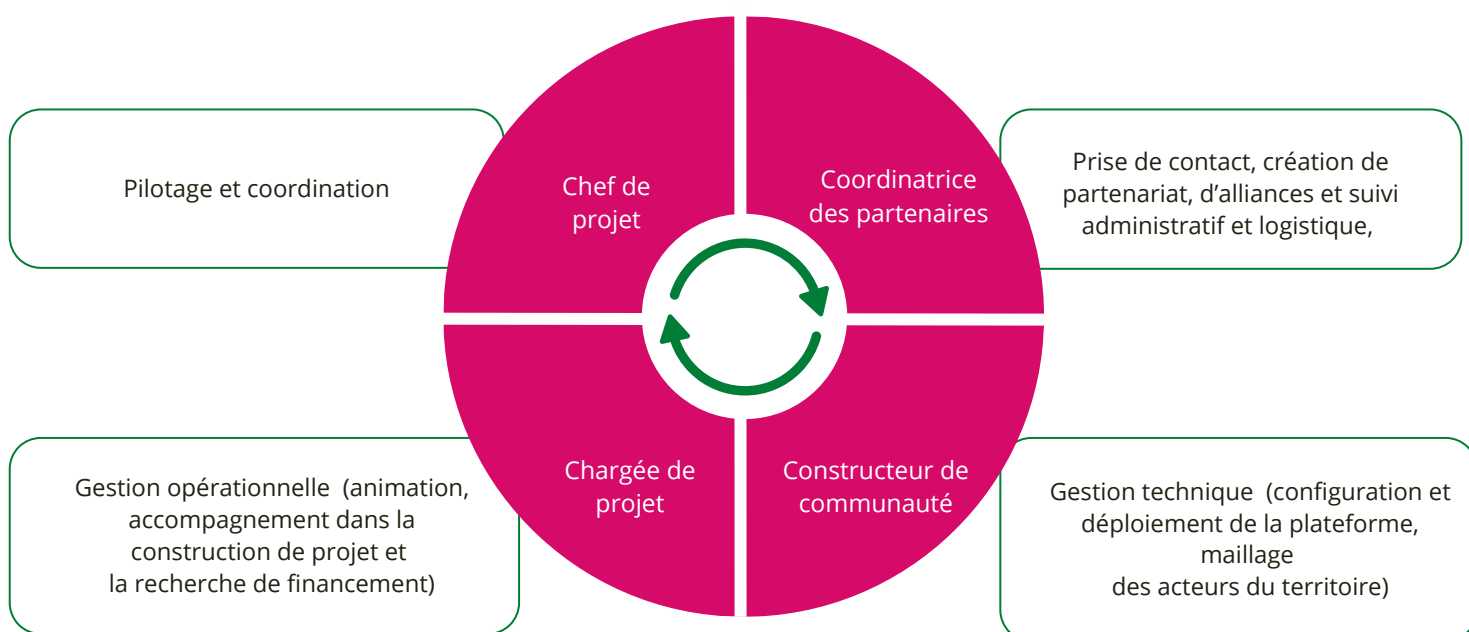 Pilotage et coordination
Chef de
projet
Coordinatrice
des partenaires
Prise de contact, création de
partenariat, d’alliances et suivi
administratif et logistique,
Gestion opérationnelle (animation,
accompagnement dans la
construction de projet et
la recherche de financement)
Chargée de
projet
Constructeur de
communauté
Gestion technique (configuration et
déploiement de la plateforme,
maillage
des acteurs du territoire)